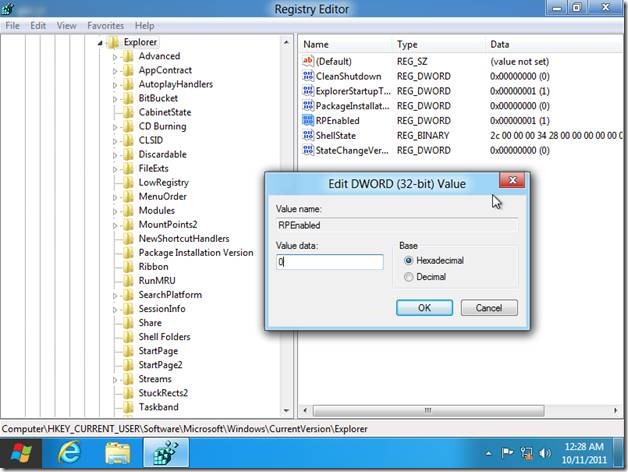 Registry Editor
File Edit View Favorites Help
Explorer
Advanced
AppContract
AutoplayHandlers
BitBucket
CabinetState
CD Burning
CLSID
Discardable
FileExts
LowRegistry
MenuOrder
Modules
MountPoints2
NewShortcutHandlers
Package Installation Version
Ribbon
RunMRU
SearchPlatform
SessionInfo
Share
Shell Folders
StartPage
StartPage2
Streams
StuckRects2
Taskband
Name Type Data
(Default) REG_SZ (value not set)
CleanShutdown REG_DWORD 0x00000000 (0)
ExplorerStartupT... REG_DWORD 0x00000001 (1)
PackageInstallat... REG_DWORD 0x00000000 (0)
RPEnabled REG_DWORD 0x00000001 (1)
ShellState REG_BINARY 2c 00 00 00 34 28 00 00 00 00 00 0
StateChangeVer... REG_DWORD 0x00000000 (0)
Edit DWORD (32-bit) Value
Value name:
RPEnabled
Value data:
0
Base
Hexadecimal
Decimal
OK Cancel
Computer\HKEY_CURRENT_USER\Software\Microsoft\Windows\CurrentVersion\Explorer
12:28 AM
10/11/2011